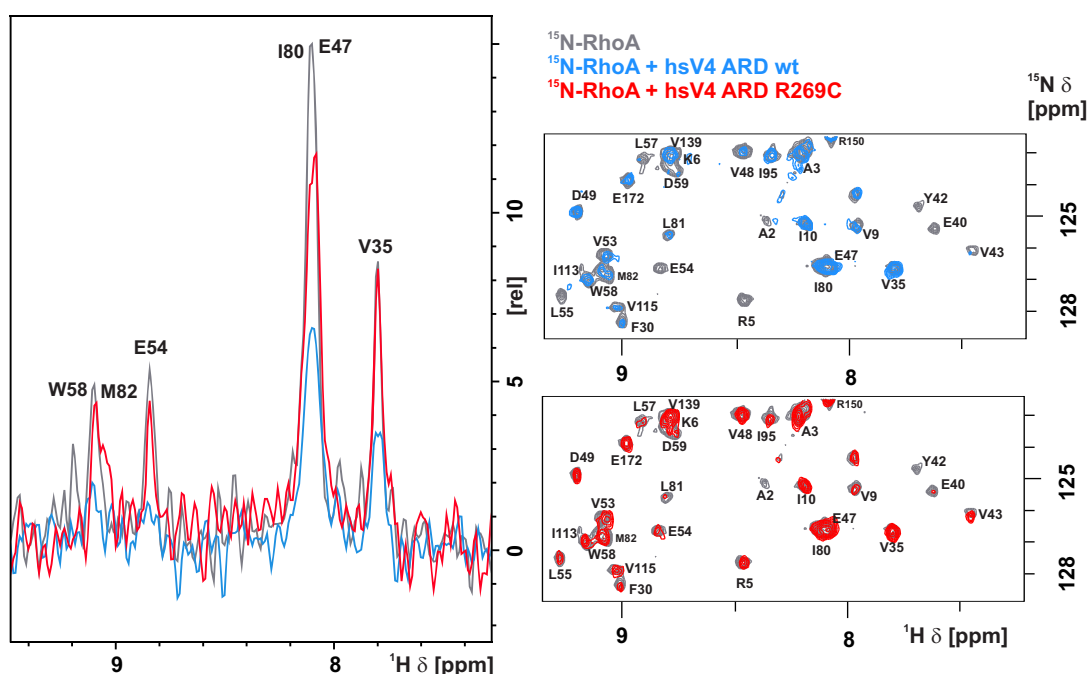 I80 E47
V35
E54
W58 M82
10
5
0
[rel]
9 8 ¹H δ [ppm]
¹⁵N-RhoA
¹⁵N-RhoA + hsV4 ARD wt
¹⁵N-RhoA + hsV4 ARD R269C
¹⁵N δ
[ppm]
L57 V139 R150
K6 V48 I95 A3
D59
D49 E172
Y42 125
L81 A2 I10 V9 E40
V53 E47 V43
I113 M82 E54
W58 I80 V35
L55 V115 R5 128
F30
9 8
L57 V139 R150
K6 V48 I95 A3
D59
D49 E172
Y42 125
L81 A2 I10 V9 E40
V53 E47 V43
I113 M82 E54
W58 I80 V35
L55 V115 R5 128
F30
9 8 ¹H δ [ppm]